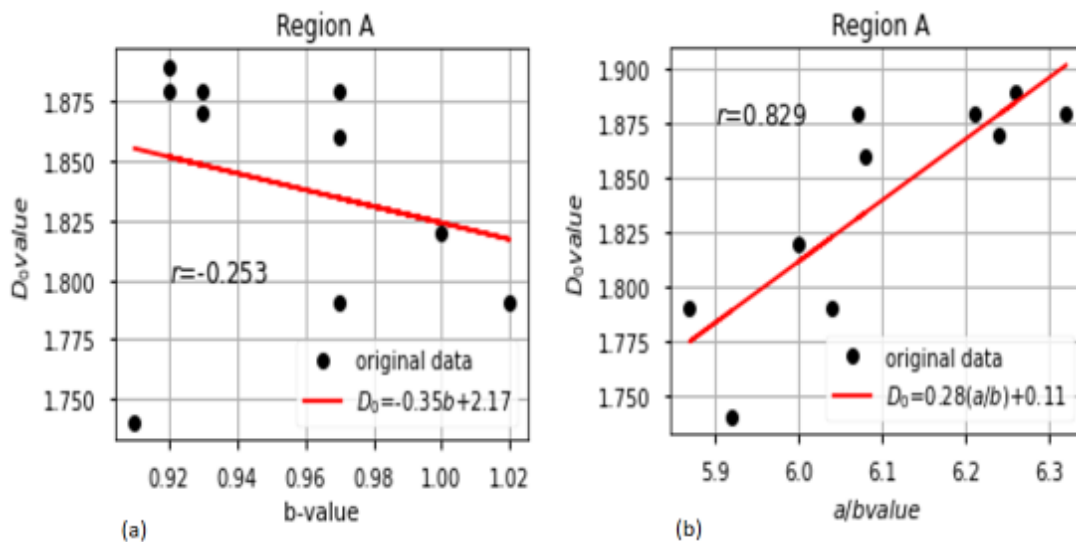 Region A
D₀value
1.875
1.850
1.825
1.800
1.775
1.750
r=-0.253
original data
D₀=-0.35b+2.17
0.92 0.94 0.96 0.98 1.00 1.02
b-value
(a)
Region A
D₀value
1.900
1.875
1.850
1.825
1.800
1.775
1.750
r=0.829
original data
D₀=0.28(a/b)+0.11
5.9 6.0 6.1 6.2 6.3
a/bvalue
(b)